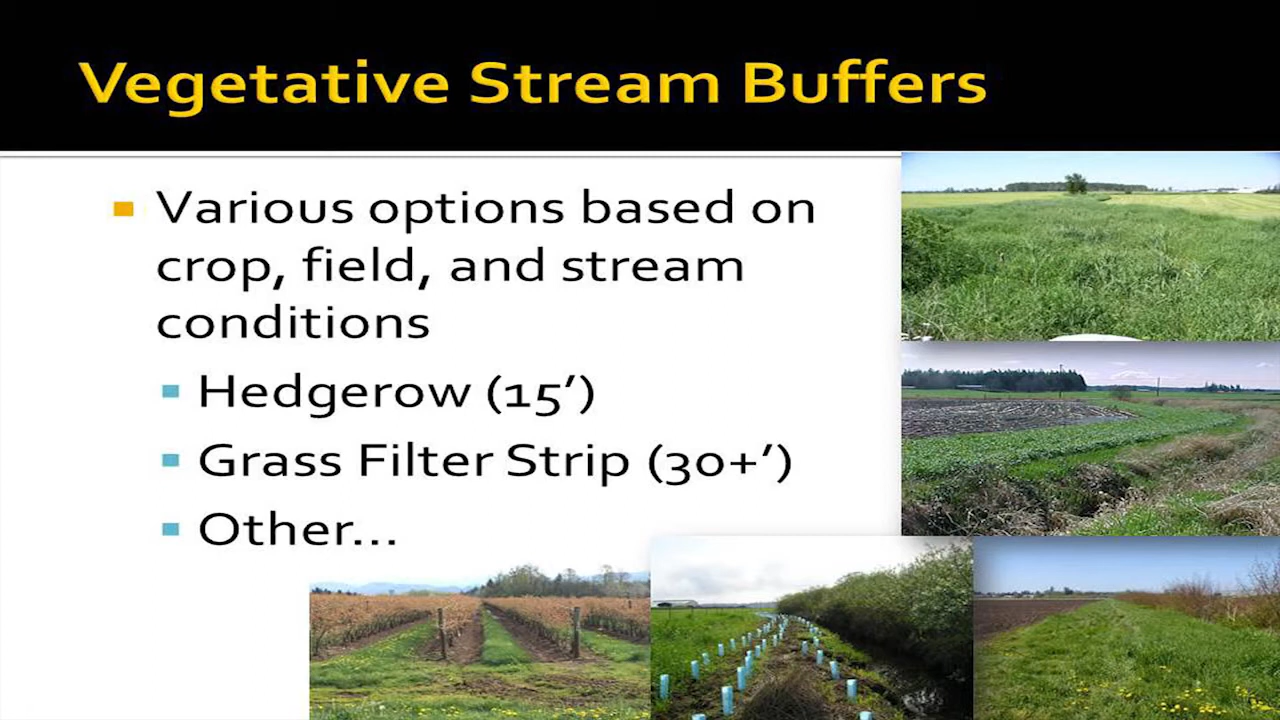 Vegetative Stream Buffers
Various options based on
crop, field, and stream
conditions
Hedgerow (15’)
Grass Filter Strip (30+’)
Other…